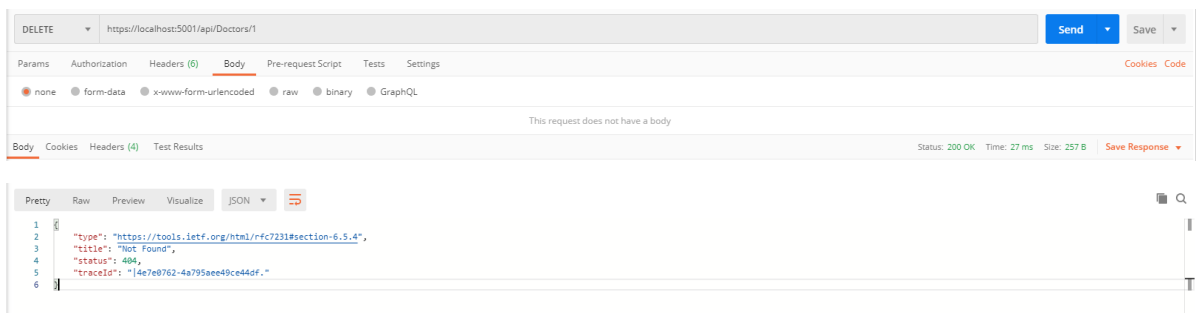 DELETE https://localhost:5001/api/Doctors/1 Send Save
Params Authorization Headers (6) Body Pre-request Script Tests Settings Cookies Code
none form-data x-www-form-urlencoded raw binary GraphQL
This request does not have a body
Body Cookies Headers (4) Test Results Status: 200 OK Time: 27 ms Size: 257 B Save Response
Pretty Raw Preview Visualize JSON
1 {
2 "type": "https://tools.ietf.org/html/rfc7231#section-6.5.4",
3 "title": "Not Found",
4 "status": 404,
5 "traceId": "|4e7e0762-4a795aee49ce44df."
6 }